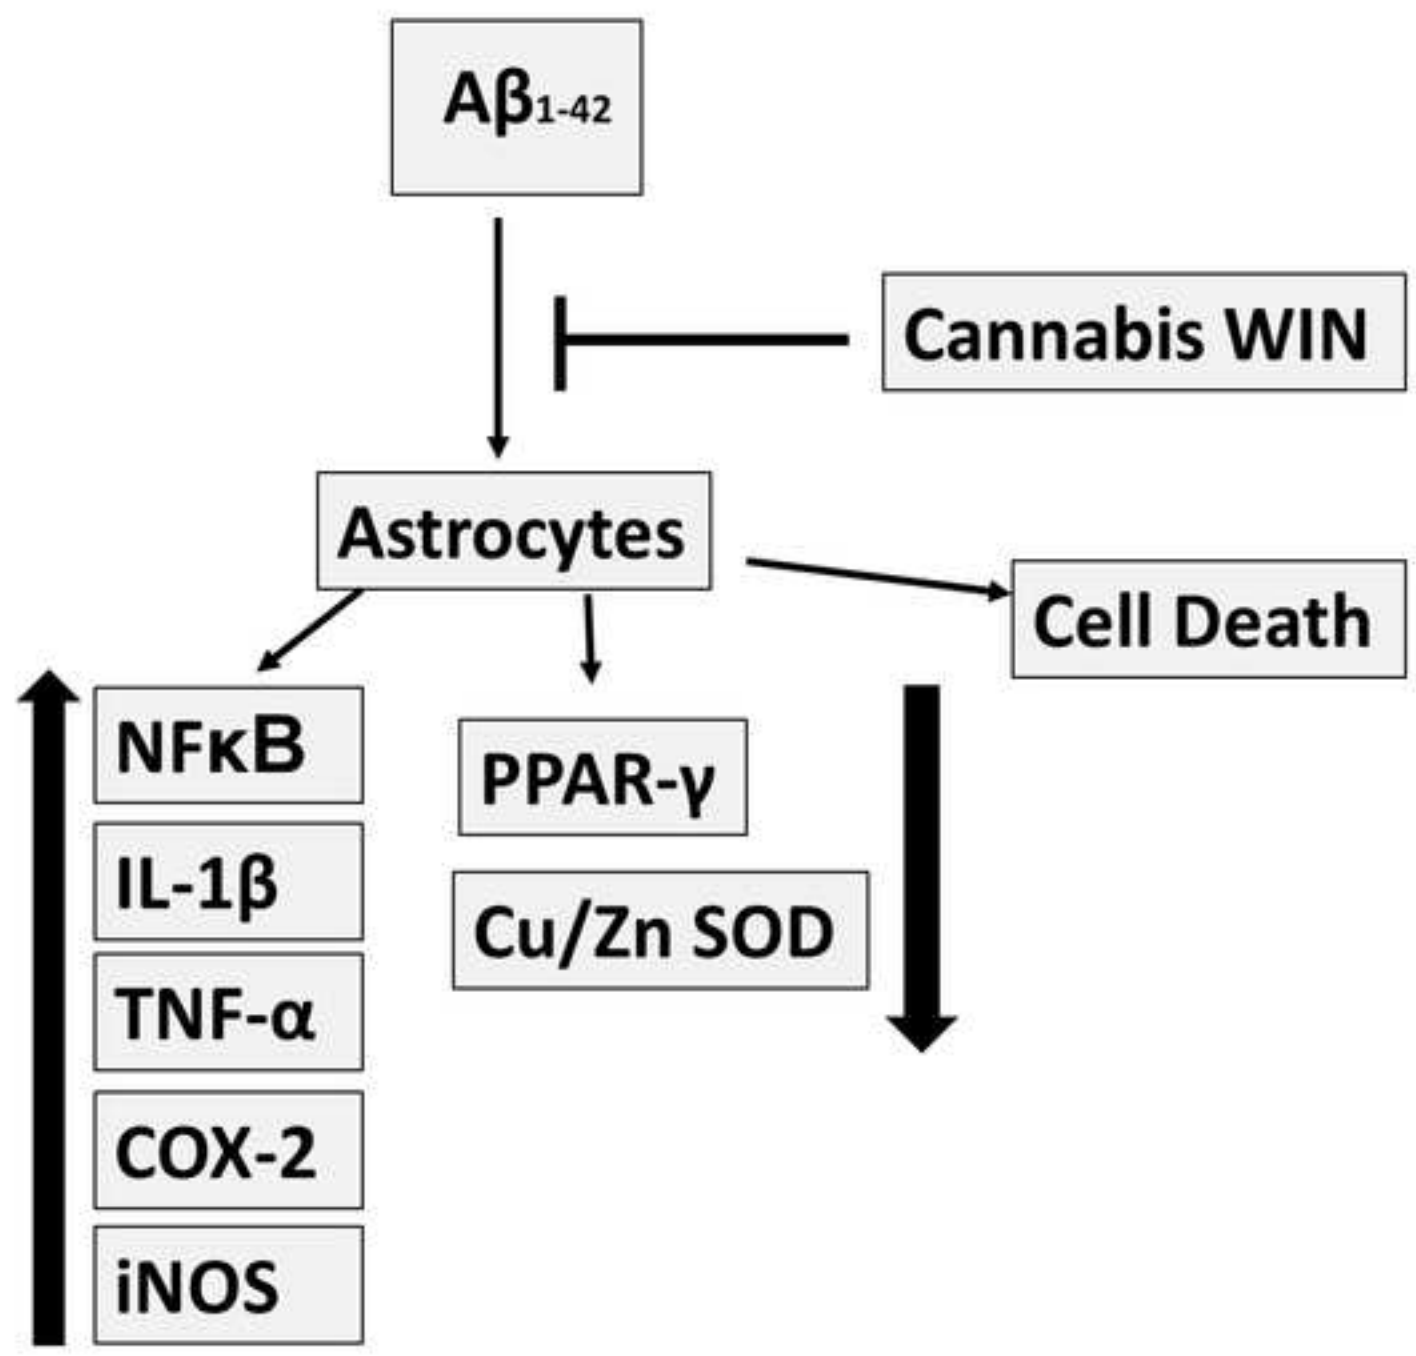 Aβ1-42
Cannabis WIN
Astrocytes
Cell Death
NFκB
PPAR-γ
IL-1β
Cu/Zn SOD
TNF-α
COX-2
iNOS